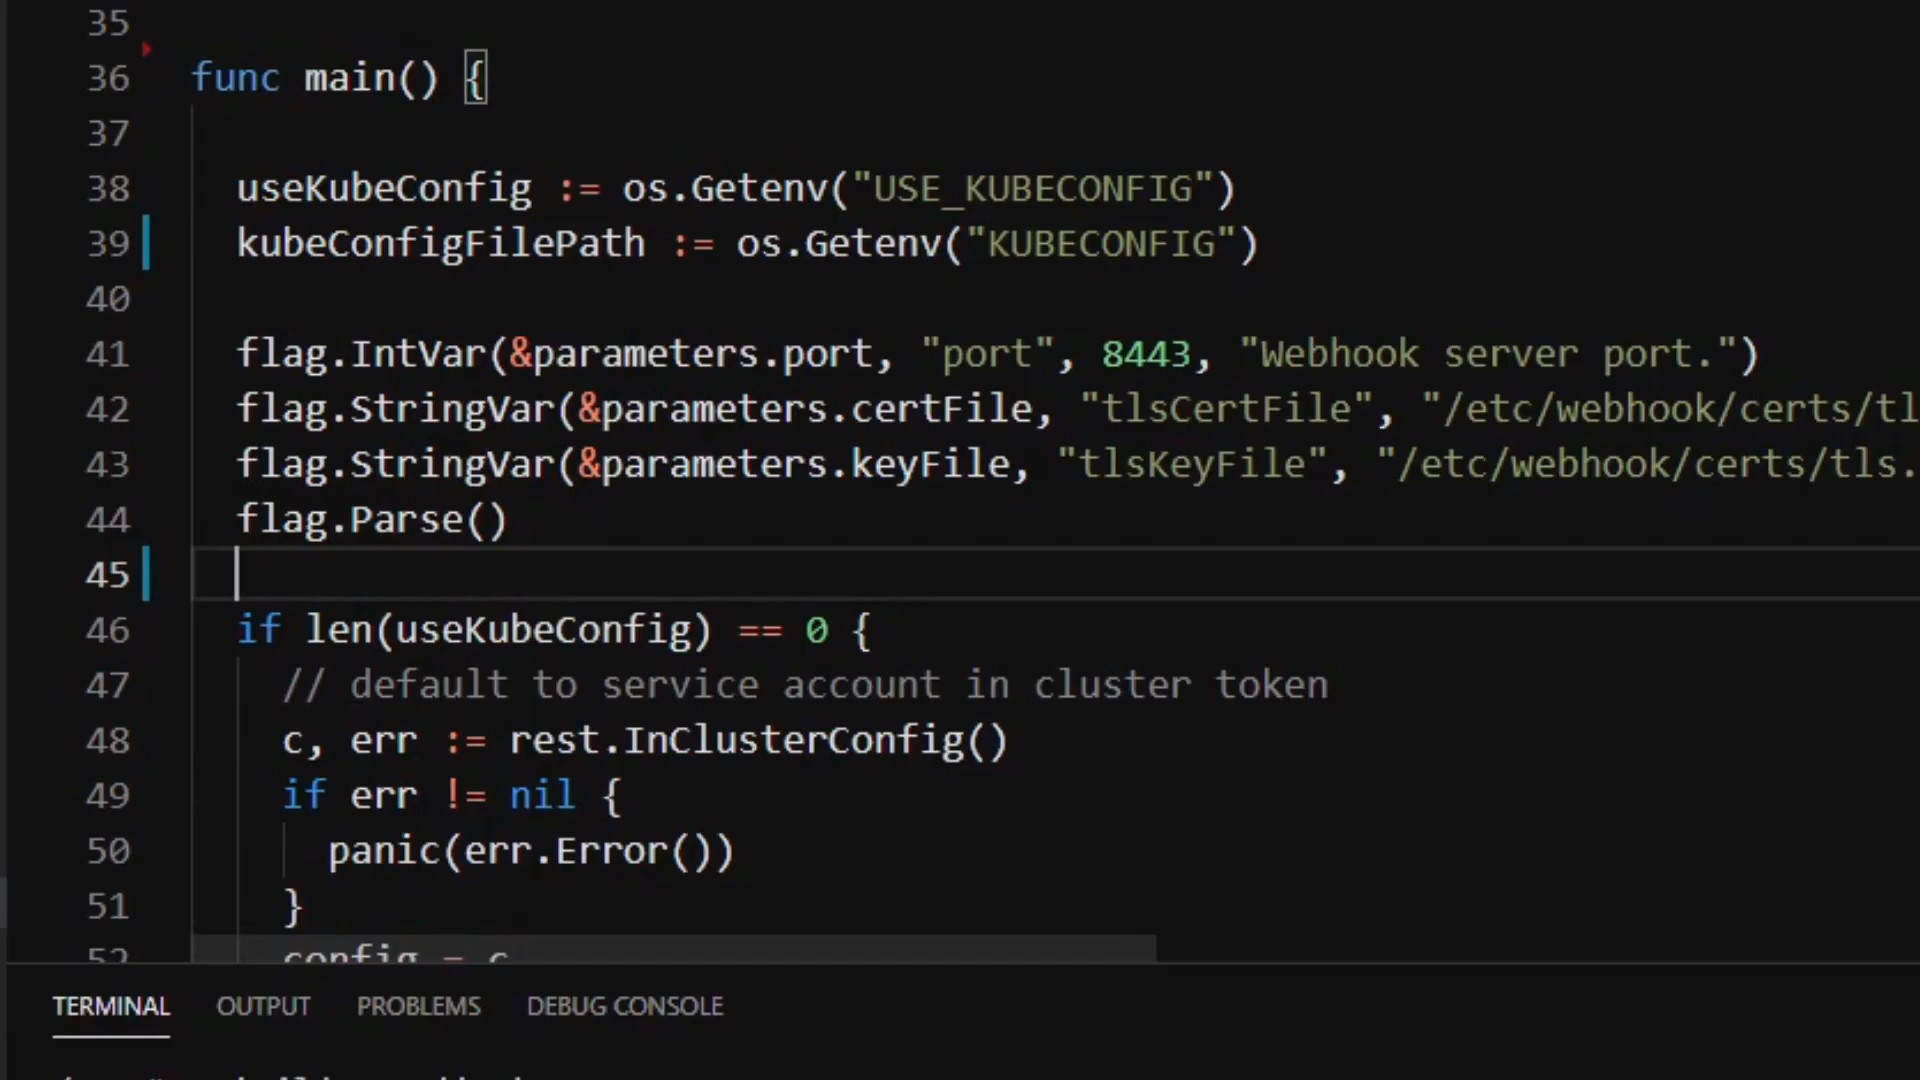 35
36 func main() {
37
38 useKubeConfig := os.Getenv("USE_KUBECONFIG")
39 kubeConfigFilePath := os.Getenv("KUBECONFIG")
40
41 flag.IntVar(&parameters.port, "port", 8443, "Webhook server port.")
42 flag.StringVar(&parameters.certFile, "tlsCertFile", "/etc/webhook/certs/tl
43 flag.StringVar(&parameters.keyFile, "tlsKeyFile", "/etc/webhook/certs/tls.
44 flag.Parse()
45
46 if len(useKubeConfig) == 0 {
47 // default to service account in cluster token
48 c, err := rest.InClusterConfig()
49 if err != nil {
50 panic(err.Error())
51 }
52 config = c
TERMINAL OUTPUT PROBLEMS DEBUG CONSOLE